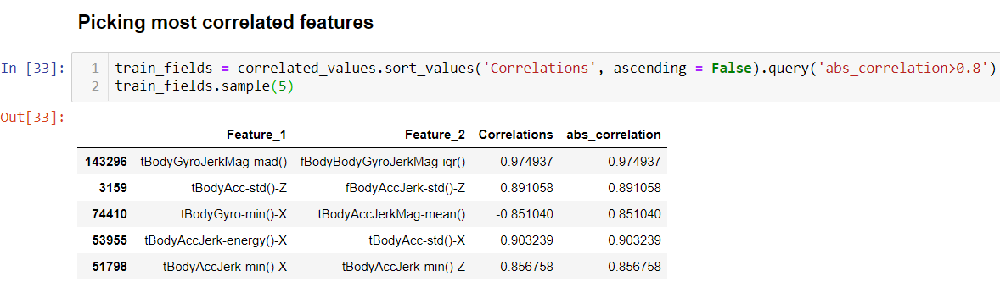 Picking most correlated features
In [33]: 1 train_fields = correlated_values.sort_values('Correlations', ascending = False).query('abs_correlation>0.8')
2 train_fields.sample(5)
Out[33]:
Feature_1 Feature_2 Correlations abs_correlation
143296 tBodyGyroJerkMag-mad() fBodyBodyGyroJerkMag-iqr() 0.974937 0.974937
3159 tBodyAcc-std()-Z fBodyAccJerk-std()-Z 0.891058 0.891058
74410 tBodyGyro-min()-X tBodyAccJerkMag-mean() -0.851040 0.851040
53955 tBodyAccJerk-energy()-X tBodyAcc-std()-X 0.903239 0.903239
51798 tBodyAccJerk-min()-X tBodyAccJerk-min()-Z 0.856758 0.856758